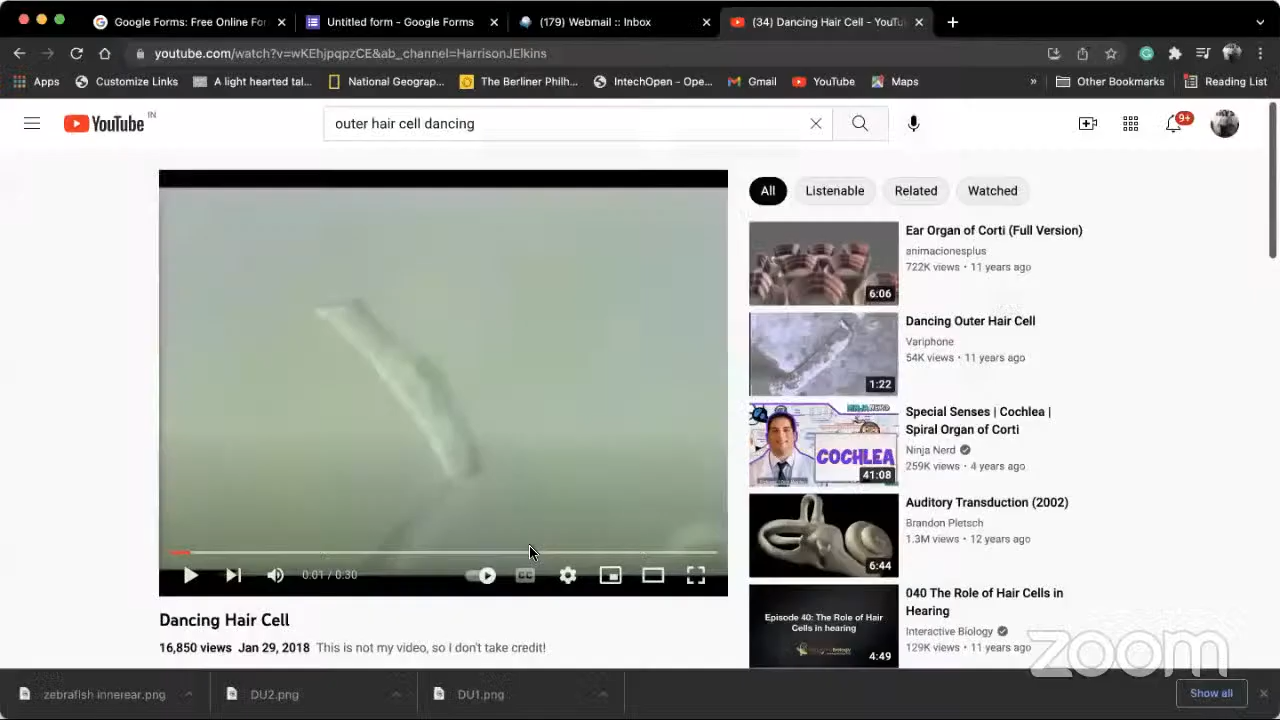 Google Forms: Free Online For
Untitled form - Google Forms
(179) Webmail :: Inbox
(34) Dancing Hair Cell - YouTu
youtube.com/watch?v=wKEhjpqpzCE&ab_channel=HarrisonJElkins
Apps
Customize Links
A light hearted tal...
National Geograp...
The Berliner Philh...
IntechOpen - Ope...
Gmail
YouTube
Maps
»
Other Bookmarks
Reading List
YouTube IN
outer hair cell dancing
9+
All
Listenable
Related
Watched
Ear Organ of Corti (Full Version)
animacionesplus
722K views • 11 years ago
6:06
Dancing Outer Hair Cell
Variphone
54K views • 11 years ago
1:22
Special Senses | Cochlea |
Spiral Organ of Corti
Ninja Nerd
259K views • 4 years ago
COCHLEA
41:08
Auditory Transduction (2002)
Brandon Pletsch
1.3M views • 12 years ago
6:44
040 The Role of Hair Cells in
Hearing
Interactive Biology
129K views • 11 years ago
Episode 40: The Role of Hair
Cells in hearing
4:49
0:01 / 0:30
CC
Dancing Hair Cell
16,850 views Jan 29, 2018 This is not my video, so I don't take credit!
zoom
zebrafish innerear.png
DU2.png
DU1.png
Show all